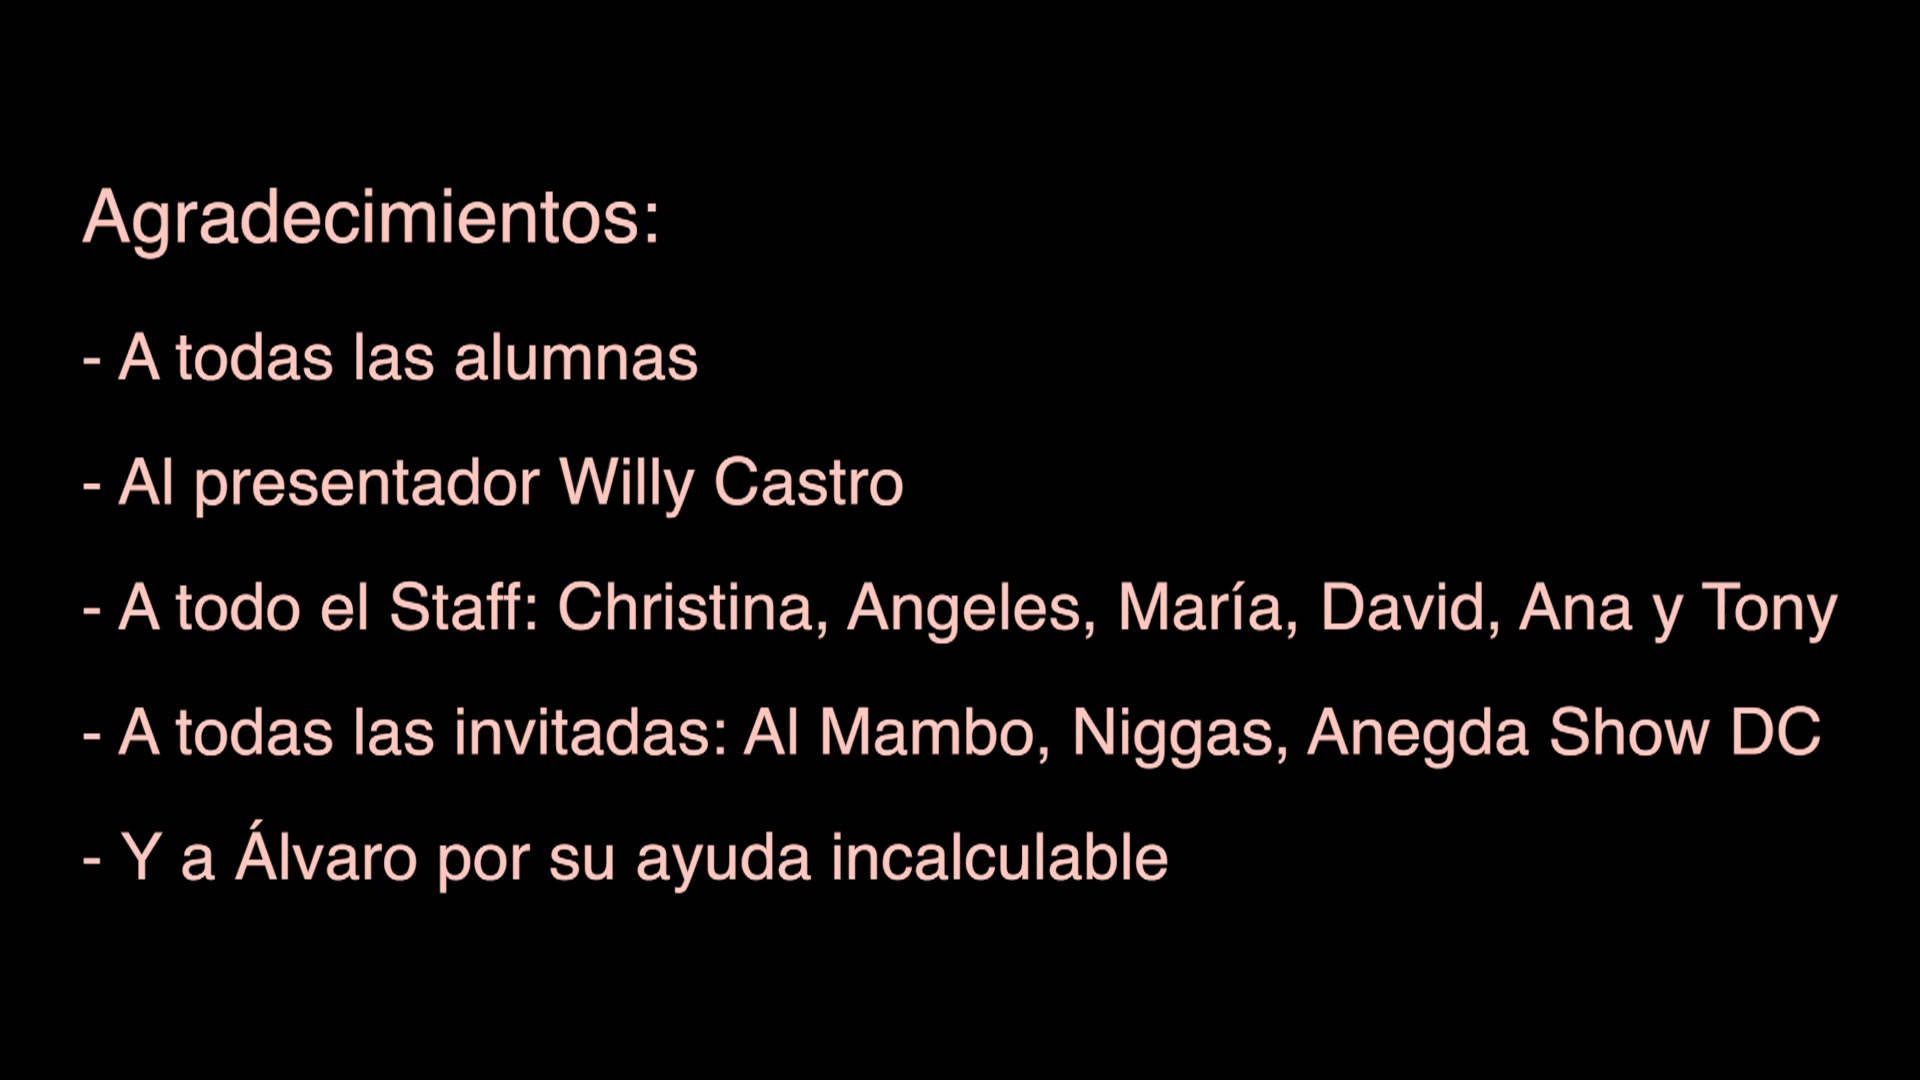 Agradecimientos:
- A todas las alumnas
- Al presentador Willy Castro
- A todo el Staff: Christina, Angeles, María, David, Ana y Tony
- A todas las invitadas: Al Mambo, Niggas, Anegda Show DC
- Y a Álvaro por su ayuda incalculable